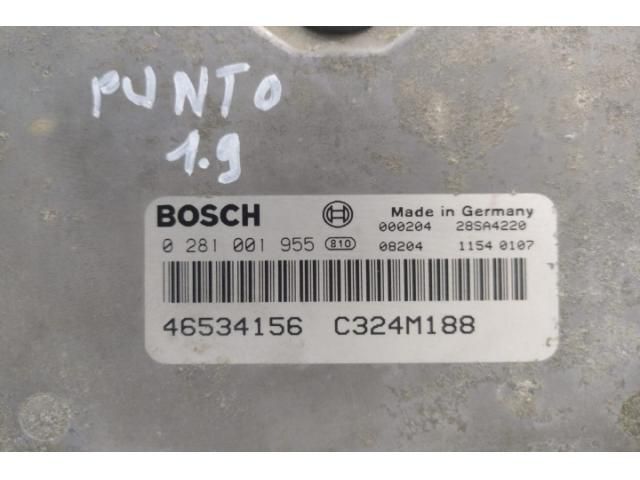 PUNTO
1.9
BOSCH Made in Germany
000204 28SA4220
0 281 001 955 810 08204 1154 0107
46534156 C324M188